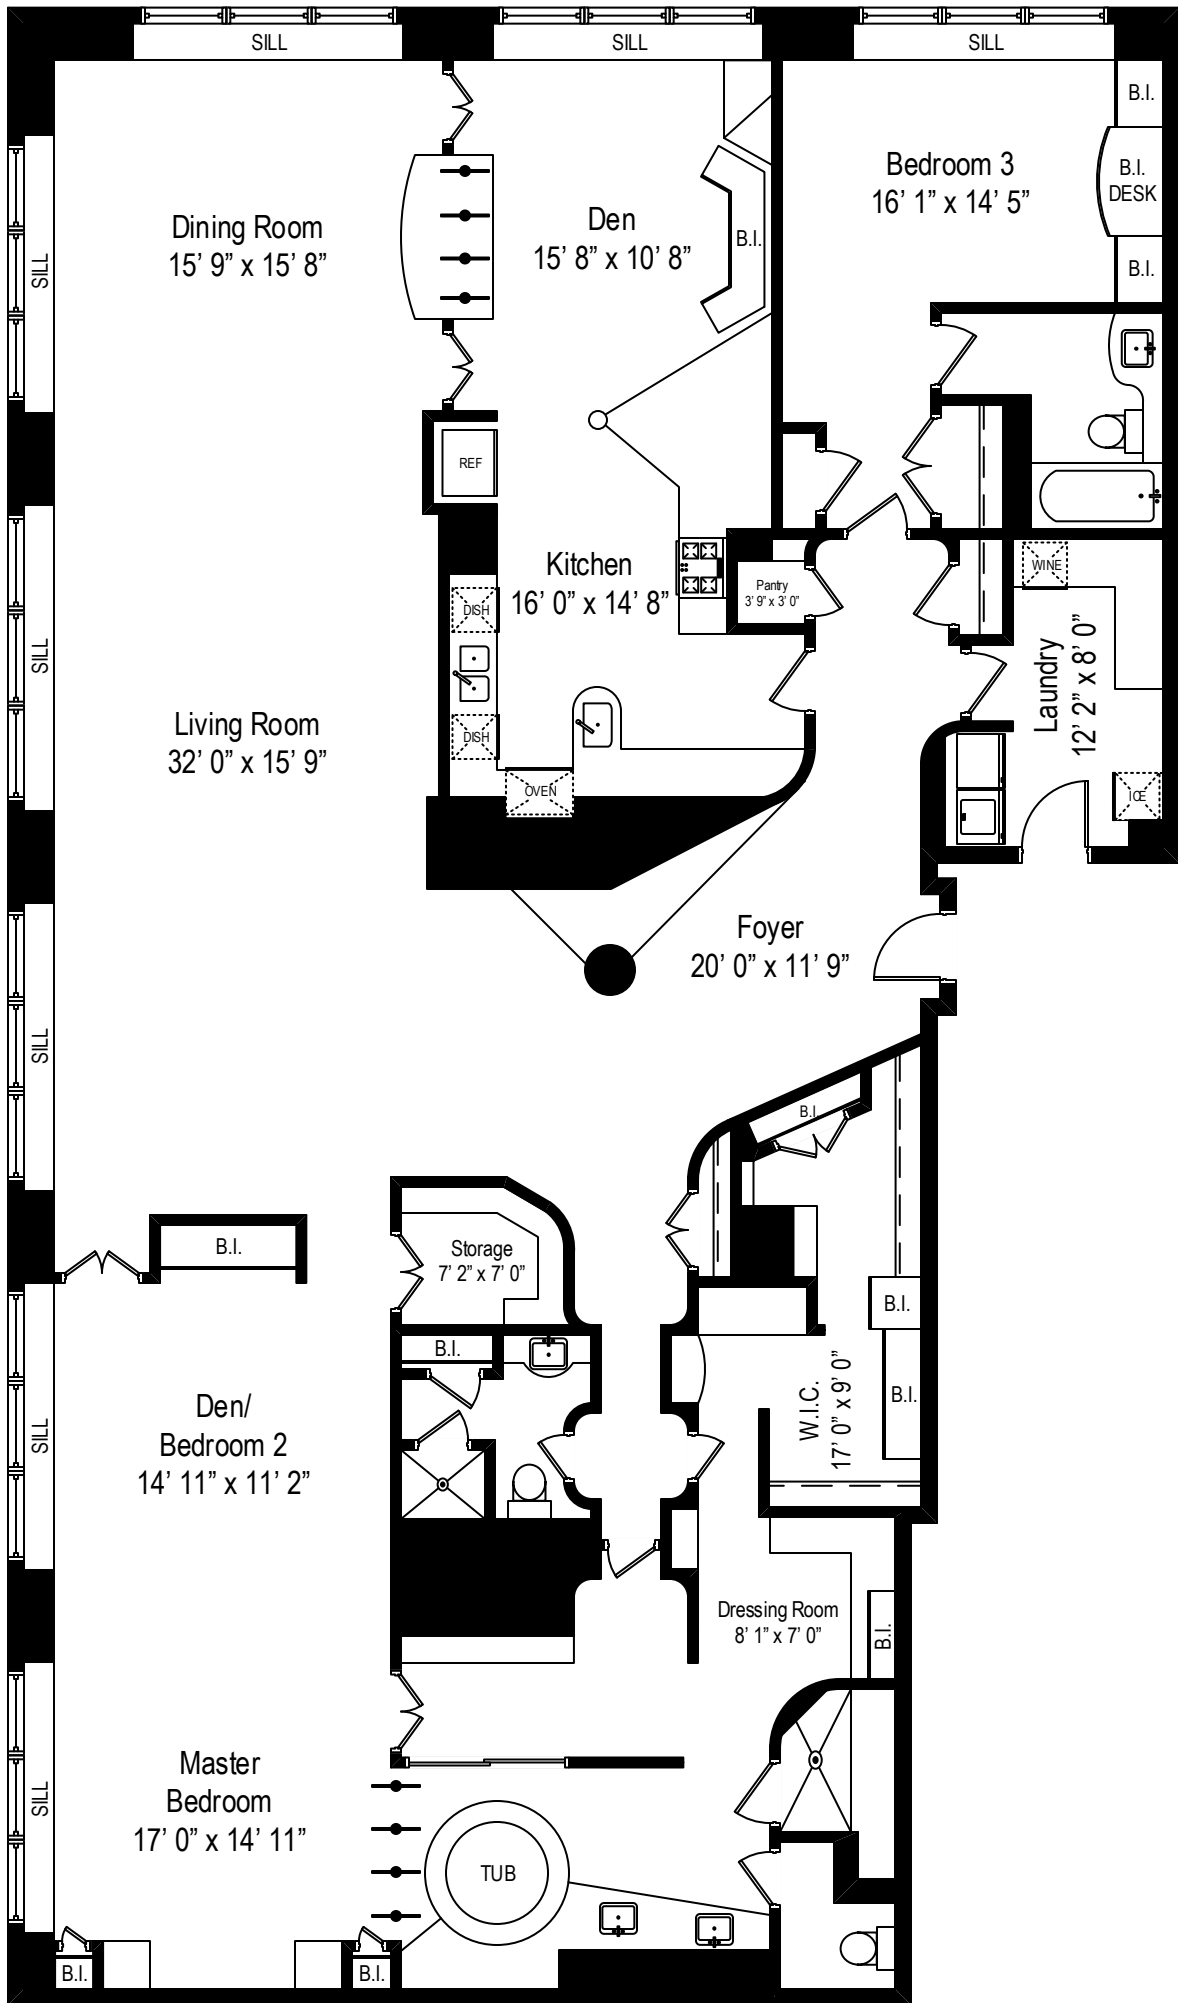 SILL
SILL
SILL
B.I.
Bedroom 3
16’ 1” x 14’ 5”
B.I.
DESK
B.I.
Dining Room
15’ 9” x 15’ 8”
Den
15’ 8” x 10’ 8”
B.I.
SILL
REF
Kitchen
16’ 0” x 14’ 8”
DISH
DISH
OVEN
Pantry
3’ 9” x 3’ 0”
WINE
Laundry
12’ 2” x 8’ 0”
ICE
SILL
Living Room
32’ 0” x 15’ 9”
Foyer
20’ 0” x 11’ 9”
SILL
B.I.
B.I.
Storage
7’ 2” x 7’ 0”
B.I.
B.I.
B.I.
W.I.C.
17’ 0” x 9’ 0”
SILL
Den/
Bedroom 2
14’ 11” x 11’ 2”
Dressing Room
8’ 1” x 7’ 0”
B.I.
SILL
Master
Bedroom
17’ 0” x 14’ 11”
TUB
B.I.
B.I.